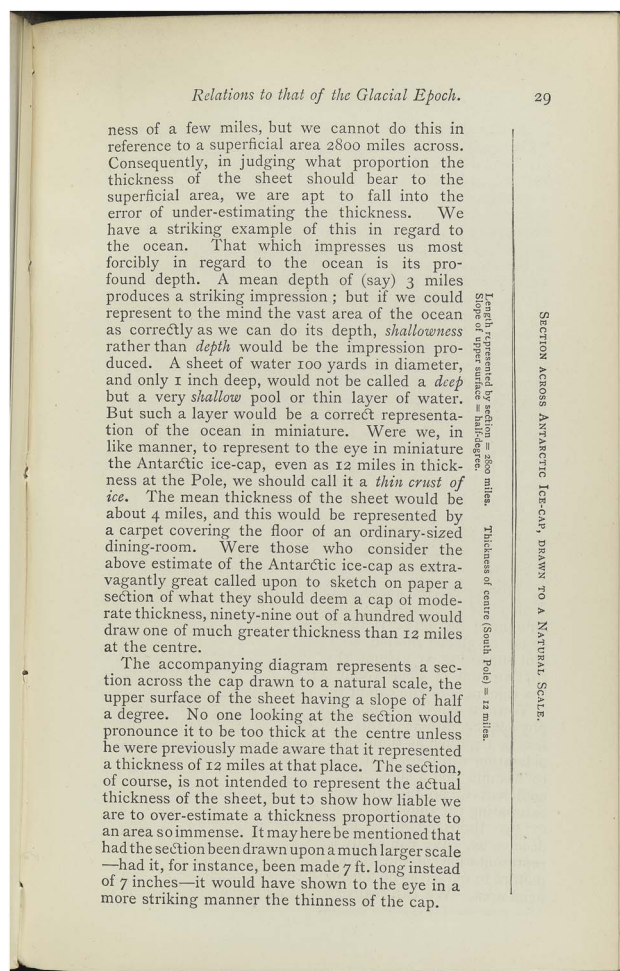 Relations to that of the Glacial Epoch. 29
ness of a few miles, but we cannot do this in
reference to a superficial area 2800 miles across.
Consequently, in judging what proportion the
thickness of the sheet should bear to the
superficial area, we are apt to fall into the
error of under-estimating the thickness. We
have a striking example of this in regard to
the ocean. That which impresses us most
forcibly in regard to the ocean is its pro-
found depth. A mean depth of (say) 3 miles
produces a striking impression; but if we could
represent to the mind the vast area of the ocean
as correctly as we can do its depth, shallowness
rather than depth would be the impression pro-
duced. A sheet of water 100 yards in diameter,
and only 1 inch deep, would not be called a deep
but a very shallow pool or thin layer of water.
But such a layer would be a correct representa-
tion of the ocean in miniature. Were we, in
like manner, to represent to the eye in miniature
the Antarctic ice-cap, even as 12 miles in thick-
ness at the Pole, we should call it a thin crust of
ice. The mean thickness of the sheet would be
about 4 miles, and this would be represented by
a carpet covering the floor of an ordinary-sized
dining-room. Were those who consider the
above estimate of the Antarctic ice-cap as extra-
vagantly great called upon to sketch on paper a
section of what they should deem a cap of mode-
rate thickness, ninety-nine out of a hundred would
draw one of much greater thickness than 12 miles
at the centre.
The accompanying diagram represents a sec-
tion across the cap drawn to a natural scale, the
upper surface of the sheet having a slope of half
a degree. No one looking at the section would
pronounce it to be too thick at the centre unless
he were previously made aware that it represented
a thickness of 12 miles at that place. The section,
of course, is not intended to represent the actual
thickness of the sheet, but to show how liable we
are to over-estimate a thickness proportionate to
an area so immense. It may here be mentioned that
had the section been drawn upon a much larger scale
—had it, for instance, been made 7 ft. long instead
of 7 inches—it would have shown to the eye in a
more striking manner the thinness of the cap.
SECTION ACROSS ANTARCTIC ICE-CAP, DRAWN TO A NATURAL SCALE.
Length represented by section = 2800 miles. Thickness of centre (South Pole) = 12 miles.
Slope of upper surface = half-degree.